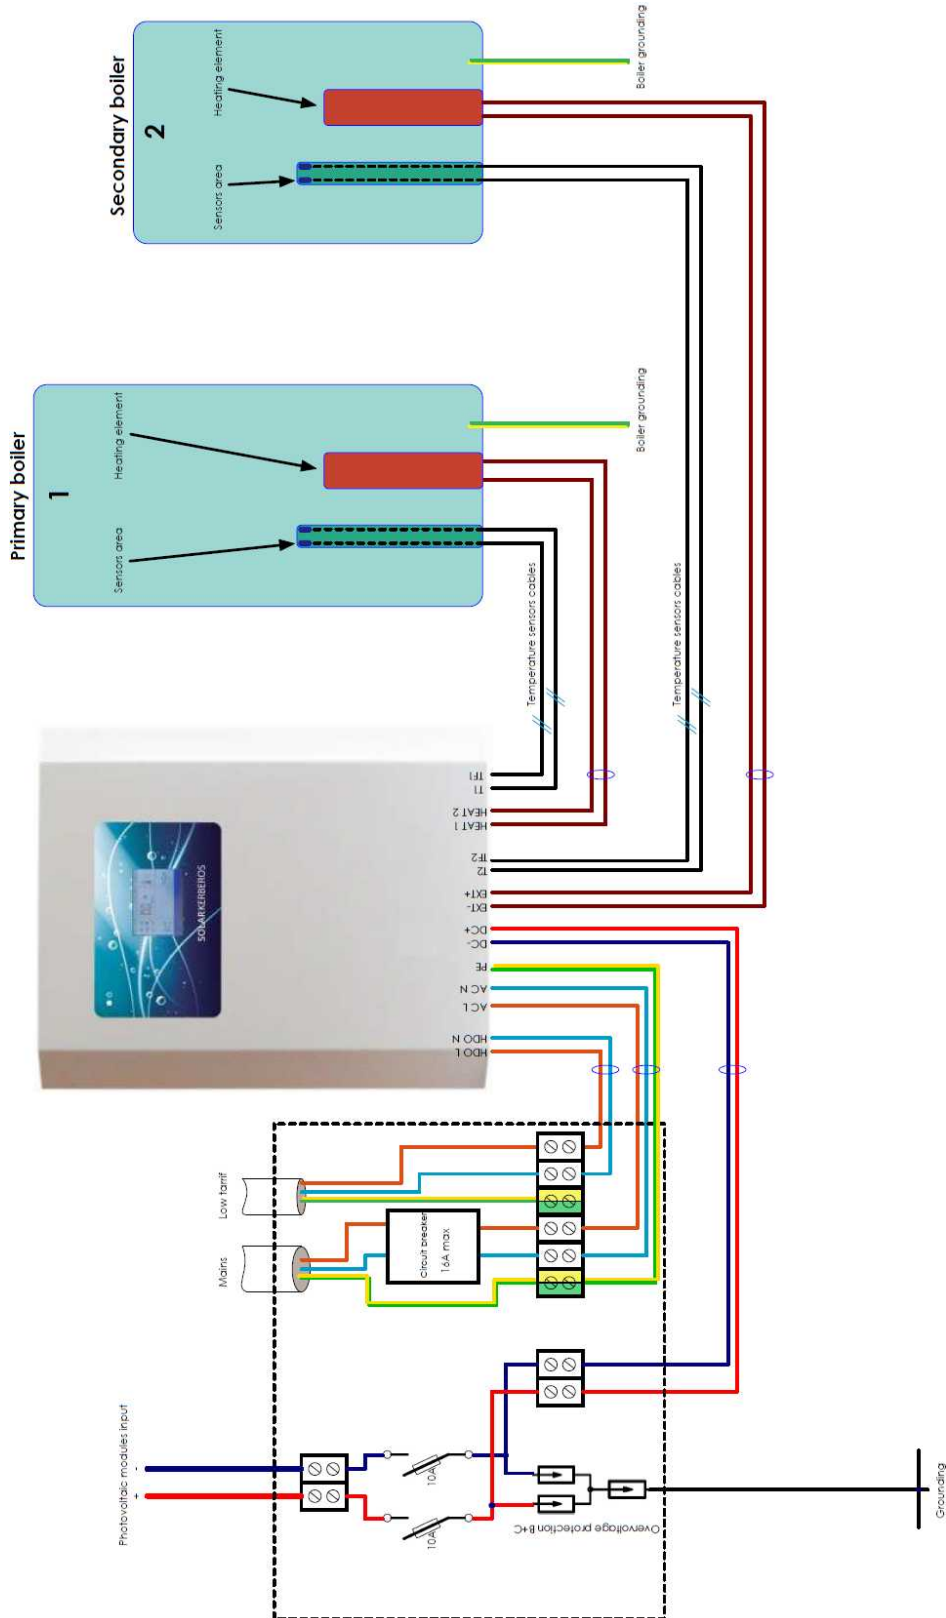 Secondary boiler
2
Heating element
Sensors area
Boiler grounding
Primary boiler
1
Heating element
Sensors area
Boiler grounding
Temperature sensors cables
Temperature sensors cables
SOLARKERBEROS
TF1
T1
HEAT 2
HEAT 1
TF2
T2
EXT+
EXT-
DC+
DC-
PE
AC N
AC L
HDO N
HDO L
Low tarrif
Mains
Circuit breaker
16A max
Photovoltaic modules input
-
+
10A
10A
Overvoltage protection B+C
Grounding